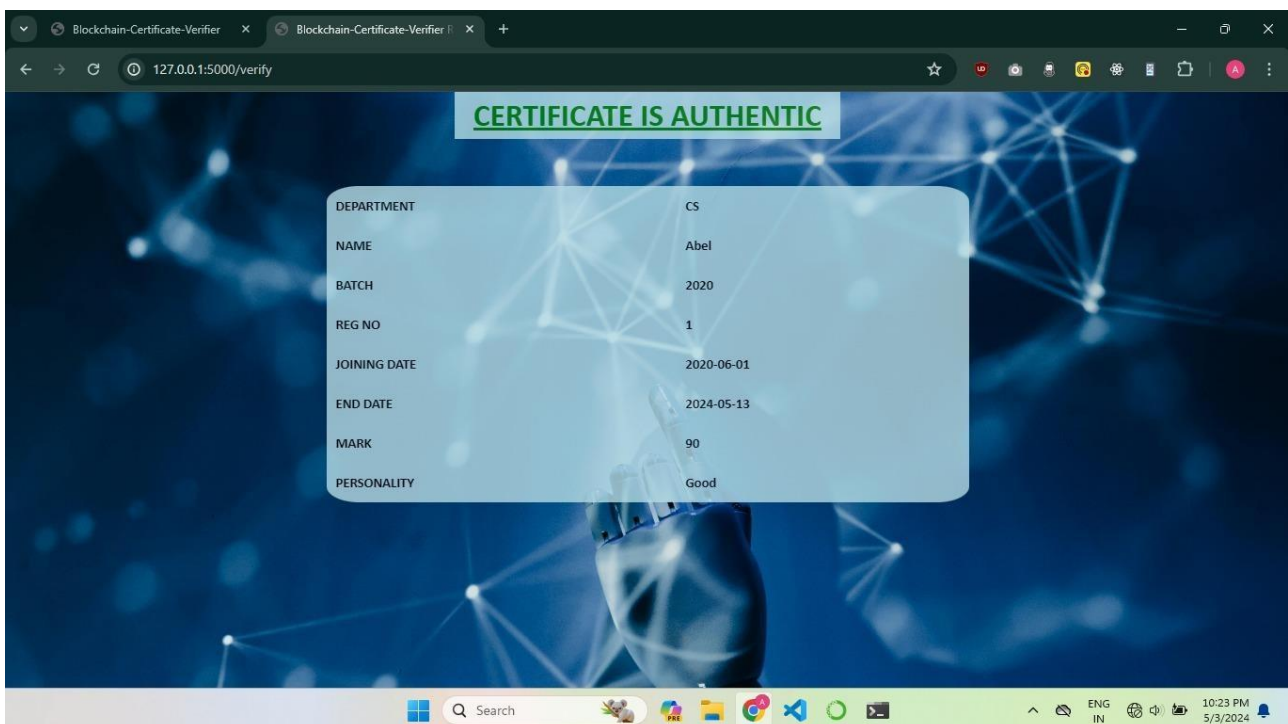 Blockchain-Certificate-Verifier
Blockchain-Certificate-Verifier R
127.0.0.1:5000/verify
A
CERTIFICATE IS AUTHENTIC
DEPARTMENT CS
NAME Abel
BATCH 2020
REG NO 1
JOINING DATE 2020-06-01
END DATE 2024-05-13
MARK 90
PERSONALITY Good
Search
PRE
ENG
IN
10:23 PM
5/3/2024